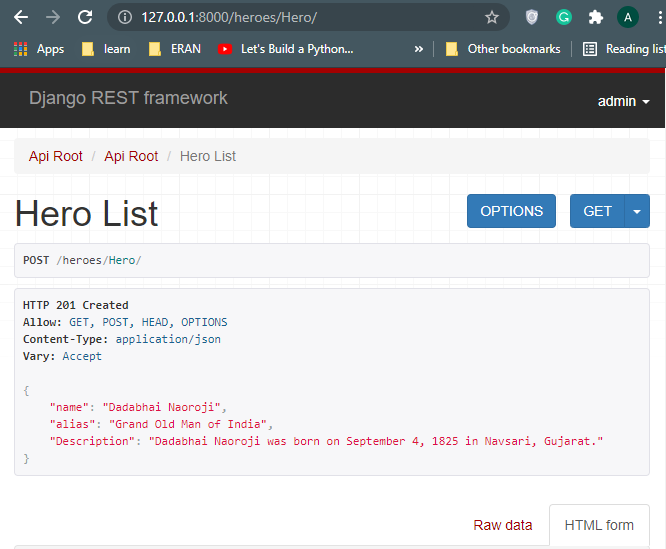 127.0.0.1:8000/heroes/Hero/
A
Apps learn ERAN Let's Build a Python... » Other bookmarks Reading list
Django REST framework admin
Api Root / Api Root / Hero List
Hero List OPTIONS GET
POST /heroes/Hero/
HTTP 201 Created
Allow: GET, POST, HEAD, OPTIONS
Content-Type: application/json
Vary: Accept
{
"name": "Dadabhai Naoroji",
"alias": "Grand Old Man of India",
"Description": "Dadabhai Naoroji was born on September 4, 1825 in Navsari, Gujarat."
}
Raw data HTML form